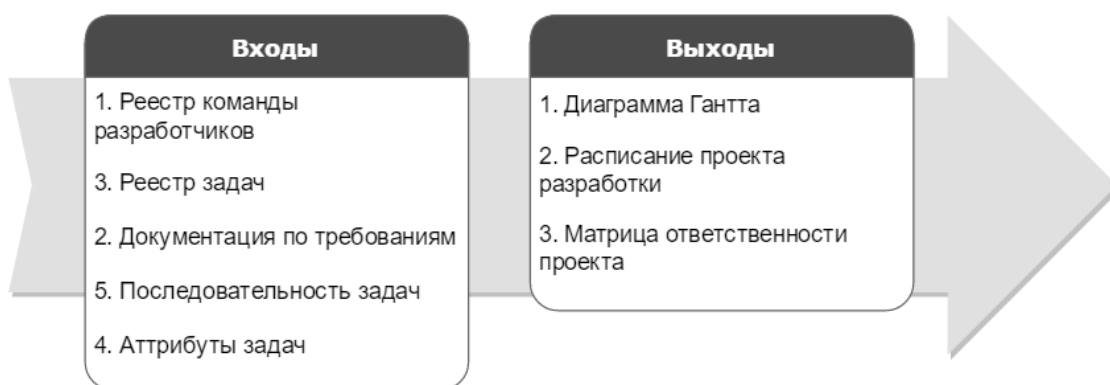 Входы
1. Реестр команды
разработчиков
3. Реестр задач
2. Документация по требованиям
5. Последовательность задач
4. Аттрибуты задач
Выходы
1. Диаграмма Гантта
2. Расписание проекта
разработки
3. Матрица ответственности
проекта